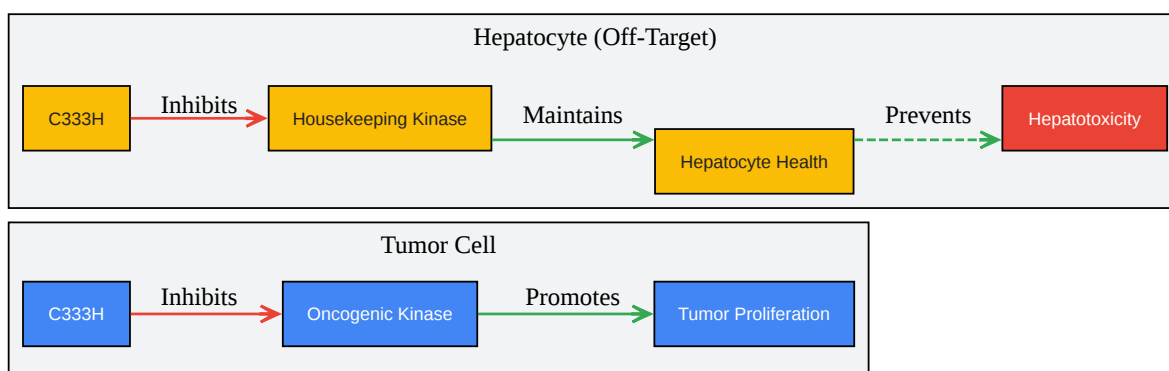 Hepatocyte (Off-Target)
C333H
Inhibits
Housekeeping Kinase
Maintains
Hepatocyte Health
Prevents
Hepatotoxicity
Tumor Cell
C333H
Inhibits
Oncogenic Kinase
Promotes
Tumor Proliferation